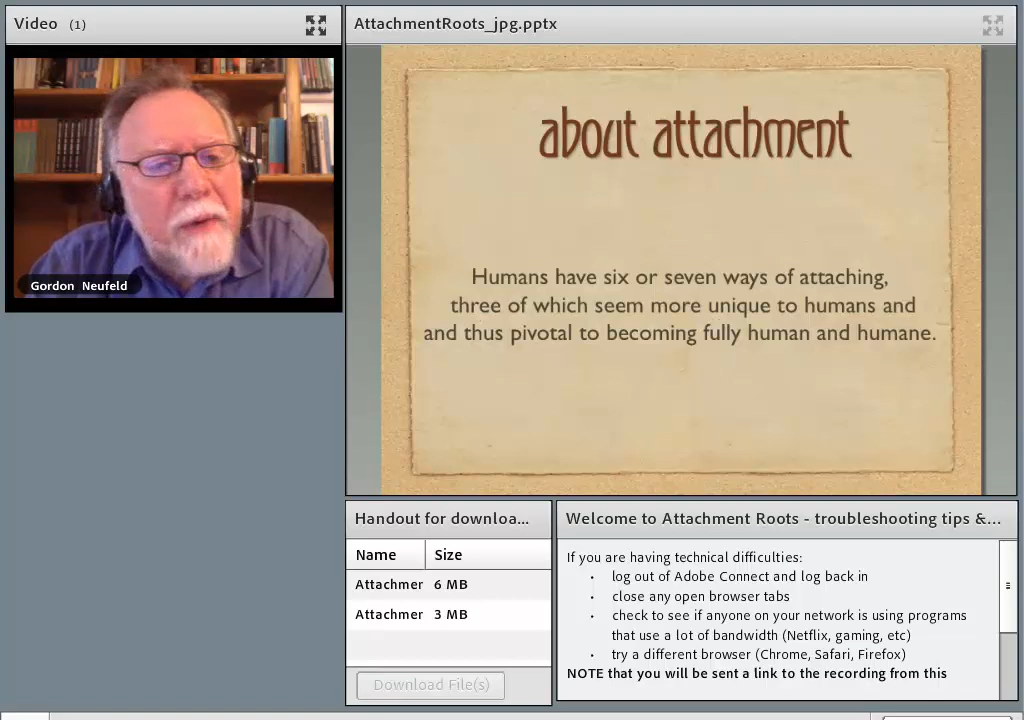 Video (1)
Gordon Neufeld
AttachmentRoots_jpg.pptx
about attachment
Humans have six or seven ways of attaching,
three of which seem more unique to humans and
and thus pivotal to becoming fully human and humane.
Handout for downloa...
Name Size
Attachmer 6 MB
Attachmer 3 MB
Download File(s)
Welcome to Attachment Roots - troubleshooting tips &...
If you are having technical difficulties:
• log out of Adobe Connect and log back in
• close any open browser tabs
• check to see if anyone on your network is using programs
that use a lot of bandwidth (Netflix, gaming, etc)
• try a different browser (Chrome, Safari, Firefox)
NOTE that you will be sent a link to the recording from this